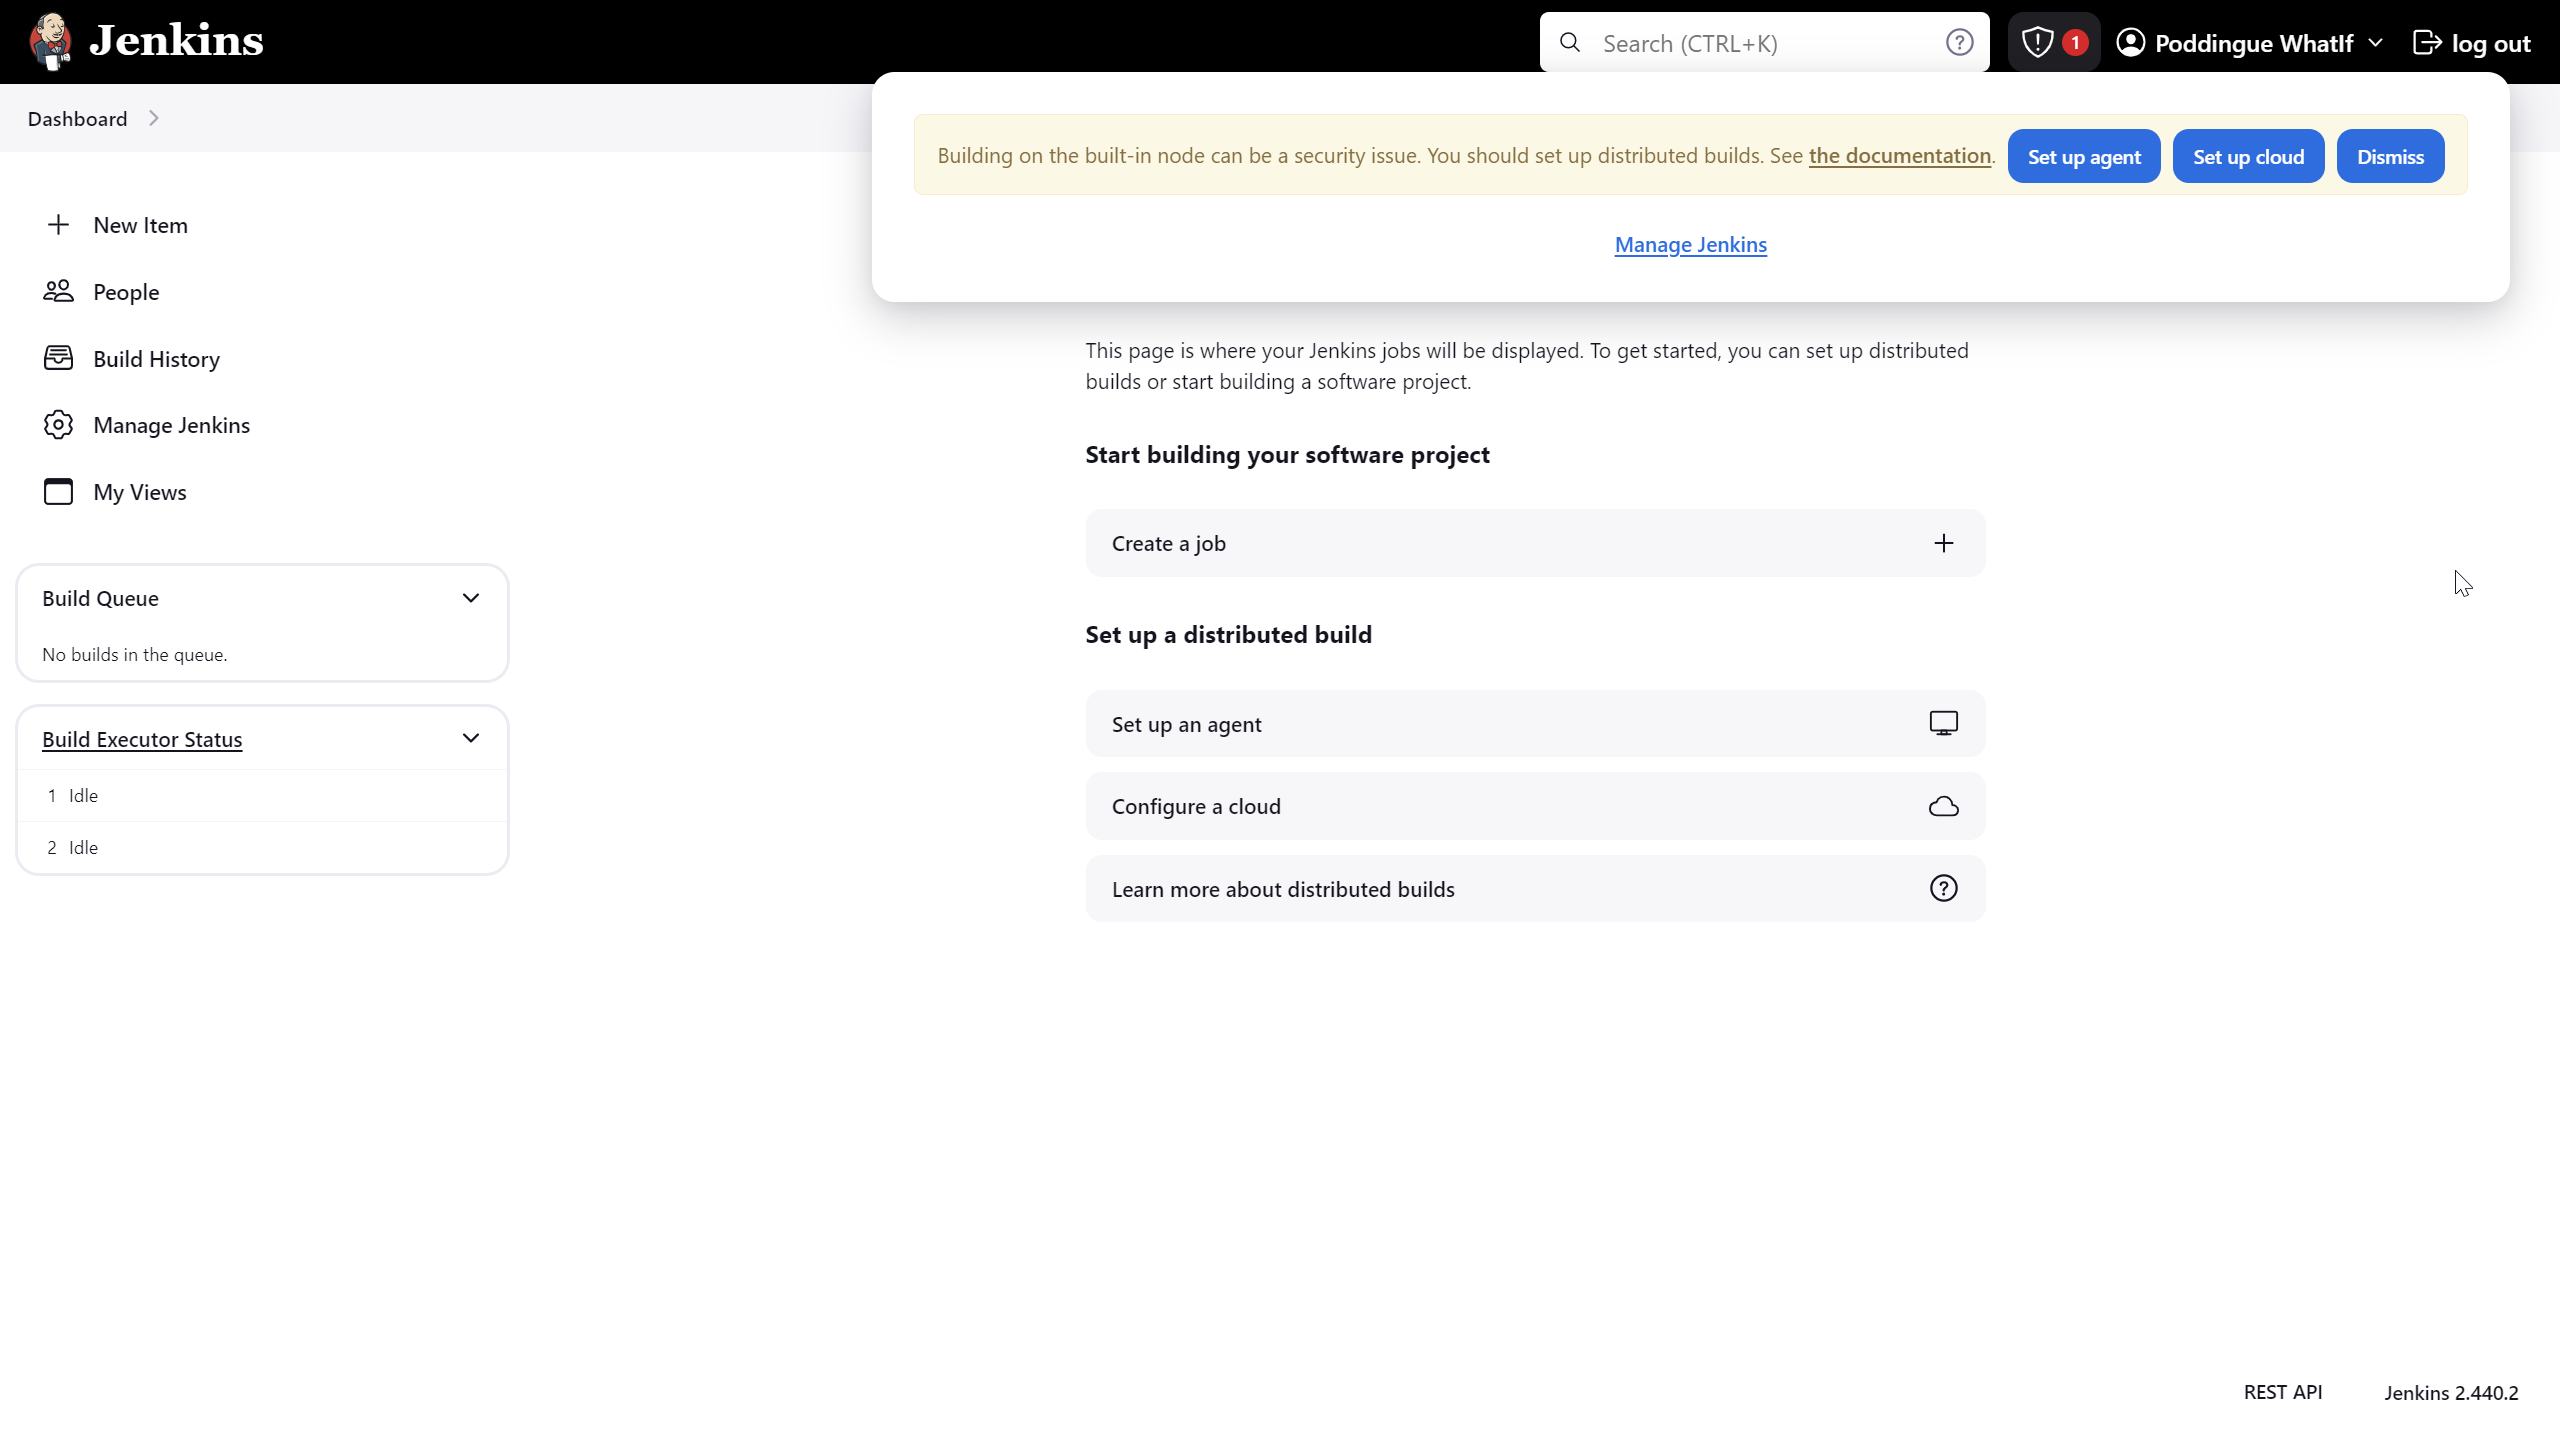 Jenkins
Search (CTRL+K)
1
Poddingue WhatIf
log out
Dashboard
Building on the built-in node can be a security issue. You should set up distributed builds. See the documentation.
Set up agent
Set up cloud
Dismiss
Manage Jenkins
New Item
People
Build History
Manage Jenkins
My Views
Build Queue
No builds in the queue.
Build Executor Status
1 Idle
2 Idle
This page is where your Jenkins jobs will be displayed. To get started, you can set up distributed
builds or start building a software project.
Start building your software project
Create a job
Set up a distributed build
Set up an agent
Configure a cloud
Learn more about distributed builds
REST API
Jenkins 2.440.2